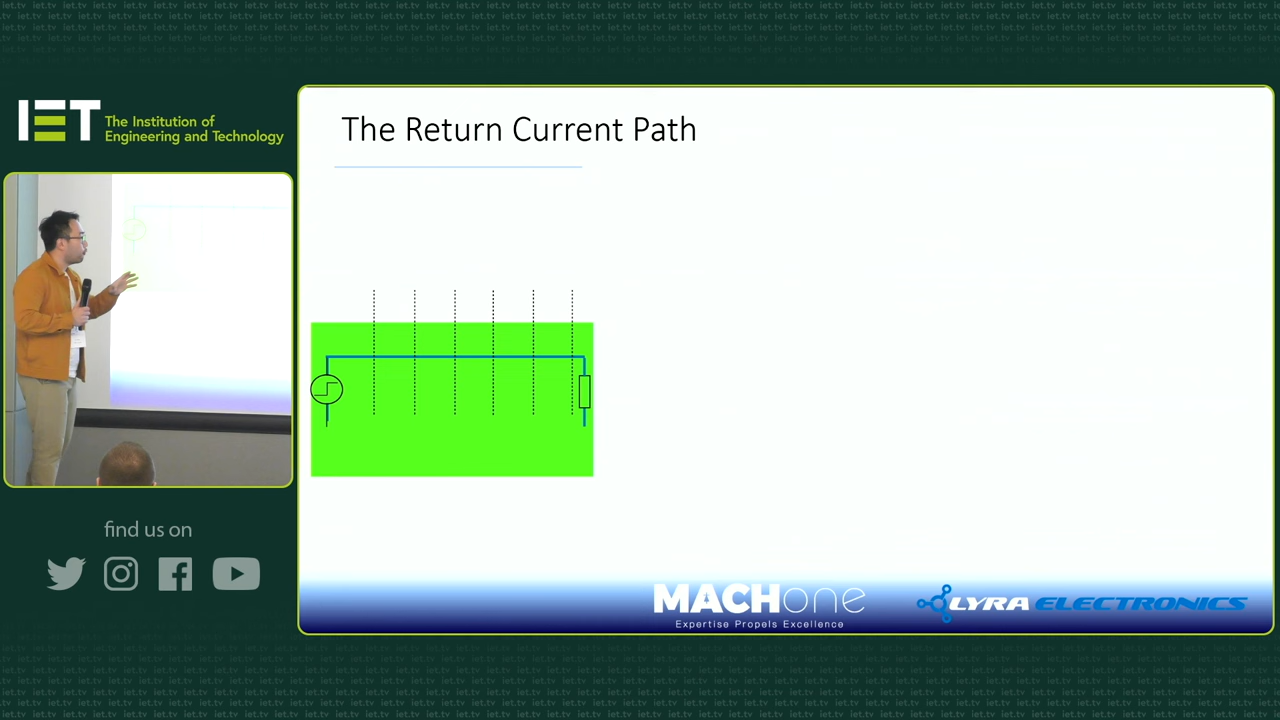 IET The Institution of
Engineering and Technology
The Return Current Path
find us on
MACHone
Expertise Propels Excellence
LYRA ELECTRONICS